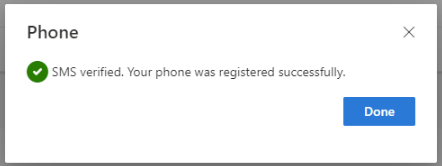 Phone
SMS verified. Your phone was registered successfully.
Done